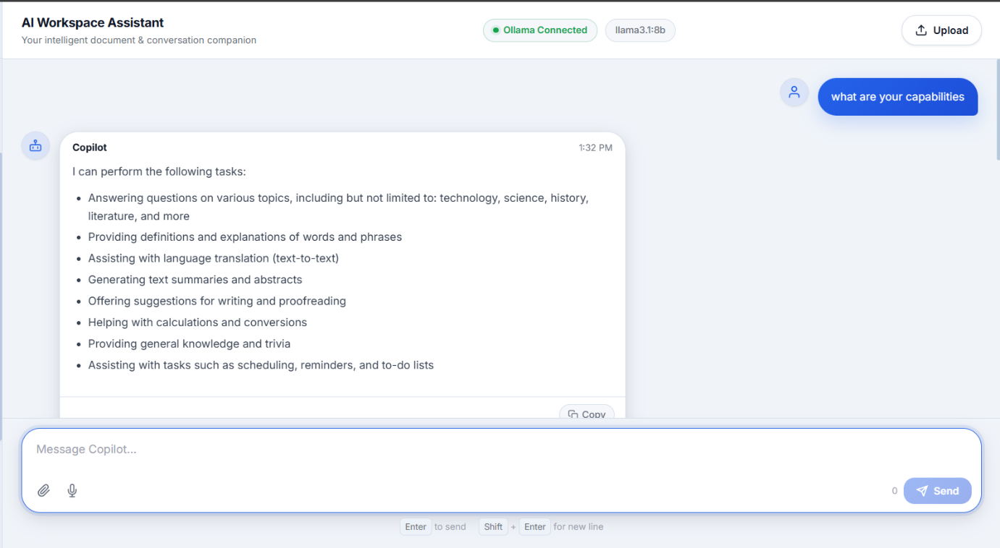 AI Workspace Assistant
Your intelligent document & conversation companion
Ollama Connected
llama3.1:8b
Upload
what are your capabilities
Copilot
1:32 PM
I can perform the following tasks:
• Answering questions on various topics, including but not limited to: technology, science, history,
literature, and more
• Providing definitions and explanations of words and phrases
• Assisting with language translation (text-to-text)
• Generating text summaries and abstracts
• Offering suggestions for writing and proofreading
• Helping with calculations and conversions
• Providing general knowledge and trivia
• Assisting with tasks such as scheduling, reminders, and to-do lists
Copy
Message Copilot...
0
Send
Enter to send Shift + Enter for new line